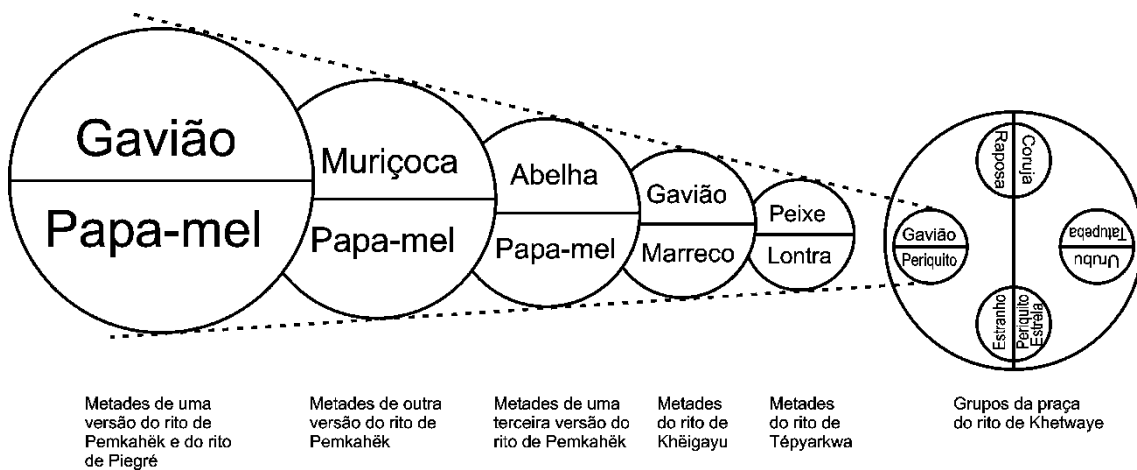 Gavião
Papa-mel
Muriçoca
Papa-mel
Abelha
Papa-mel
Gavião
Marreco
Peixe
Lontra
Gavião
Periquito
Raposa
Coruja
Tatupeba
Urubu
Estranho
Periquito
Estrela
Metades de uma
versão do rito de
Pemkahëk e do rito
de Piegré
Metades de outra
versão do rito de
Pemkahëk
Metades de uma
terceira versão do
rito de Pemkahëk
Metades
do rito de
Khëigayu
Metades
do rito de
Tépyarkwa
Grupos da praça
do rito de Khetwaye